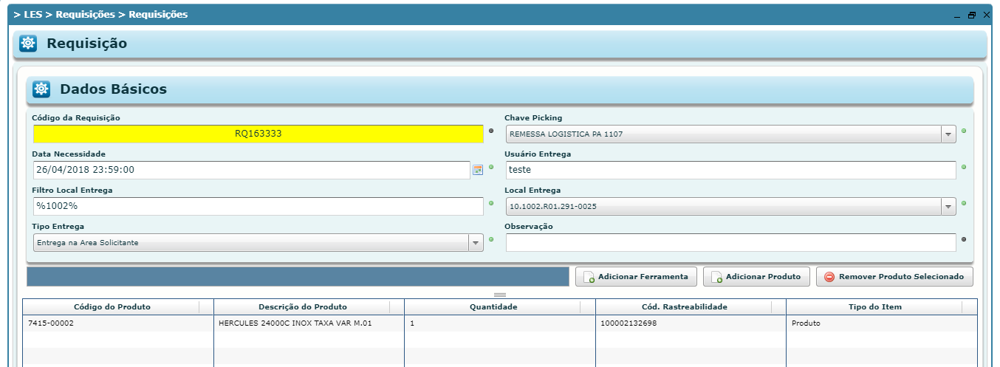 > LES > Requisições > Requisições
Requisição
Dados Básicos
Código da Requisição
Chave Picking
RQ163333
REMESSA LOGISTICA PA 1107
Data Necessidade
Usuário Entrega
26/04/2018 23:59:00
teste
Filtro Local Entrega
Local Entrega
%1002%
10.1002.R01.291-0025
Tipo Entrega
Observação
Entrega na Area Solicitante
Adicionar Ferramenta
Adicionar Produto
Remover Produto Selecionado
Código do Produto
Descrição do Produto
Quantidade
Cód. Rastreabilidade
Tipo do Item
7415-00002
HERCULES 24000C INOX TAXA VAR M.01
1
100002132698
Produto